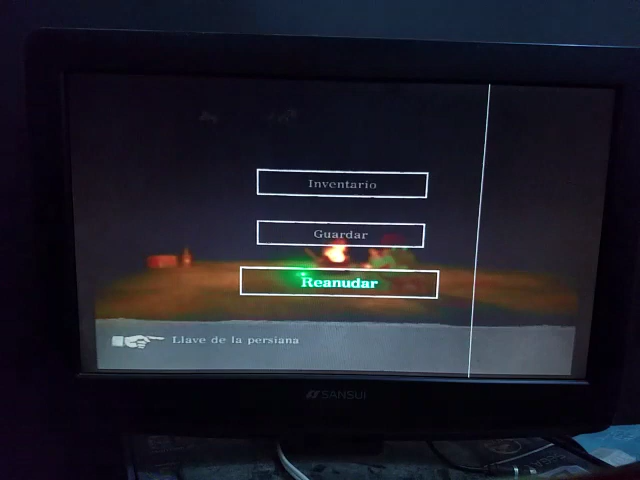 Inventario
Guardar
Reanudar
Llave de la persiana
SANSUI